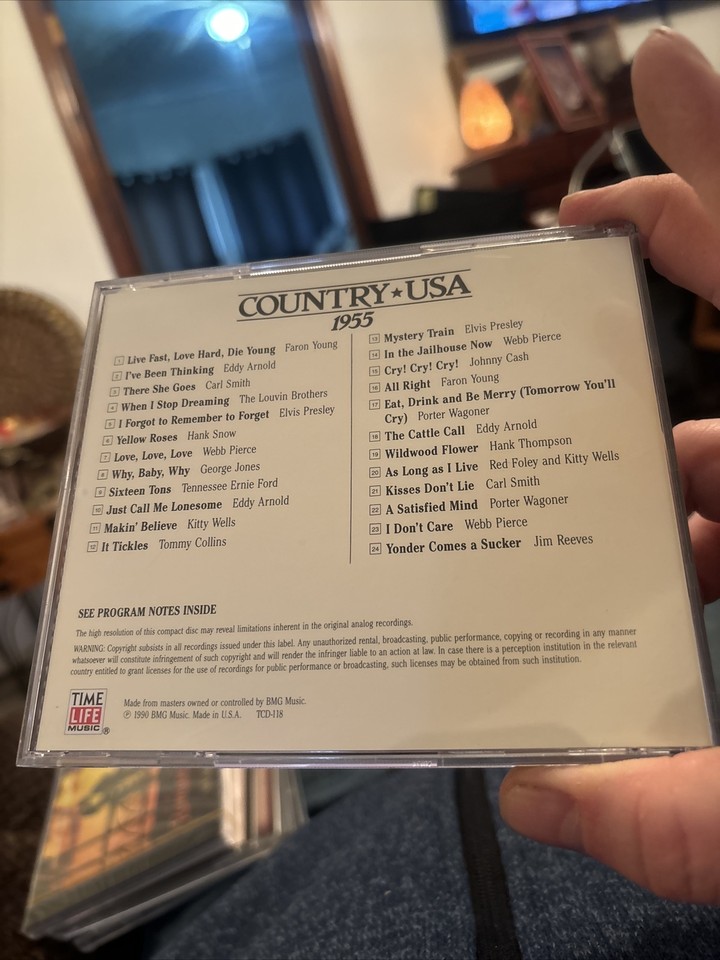 COUNTRY★USA
1955
1 Live Fast, Love Hard, Die Young Faron Young
2 I've Been Thinking Eddy Arnold
3 There She Goes Carl Smith
4 When I Stop Dreaming The Louvin Brothers
5 I Forgot to Remember to Forget Elvis Presley
6 Yellow Roses Hank Snow
7 Love, Love, Love Webb Pierce
8 Why, Baby, Why George Jones
9 Sixteen Tons Tennessee Ernie Ford
10 Just Call Me Lonesome Eddy Arnold
11 Makin' Believe Kitty Wells
12 It Tickles Tommy Collins
13 Mystery Train Elvis Presley
14 In the Jailhouse Now Webb Pierce
15 Cry! Cry! Cry! Johnny Cash
16 All Right Faron Young
17 Eat, Drink and Be Merry (Tomorrow You'll
Cry) Porter Wagoner
18 The Cattle Call Eddy Arnold
19 Wildwood Flower Hank Thompson
20 As Long as I Live Red Foley and Kitty Wells
21 Kisses Don't Lie Carl Smith
22 A Satisfied Mind Porter Wagoner
23 I Don't Care Webb Pierce
24 Yonder Comes a Sucker Jim Reeves
SEE PROGRAM NOTES INSIDE
The high resolution of this compact disc may reveal limitations inherent in the original analog recordings.
WARNING: Copyright subsists in all recordings issued under this label. Any unauthorized rental, broadcasting, public performance, copying or recording in any manner
whatsoever will constitute infringement of such copyright and will render the infringer liable to an action at law. In case there is a perception institution in the relevant
country entitled to grant licenses for the use of recordings for public performance or broadcasting, such licenses may be obtained from such institution.
TIME
LIFE
MUSIC®
Made from masters owned or controlled by BMG Music.
℗ 1990 BMG Music. Made in U.S.A. TCD-118